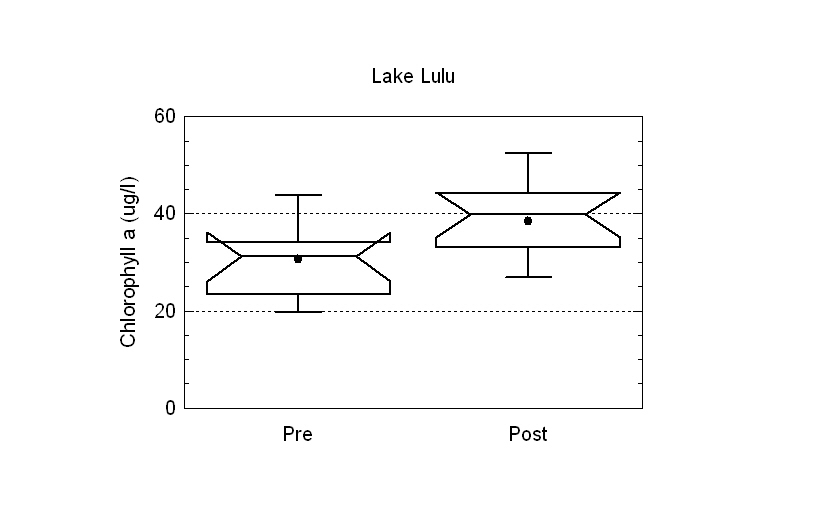 Lake Lulu
Chlorophyll a (ug/l)
60
40
20
0
Pre Post